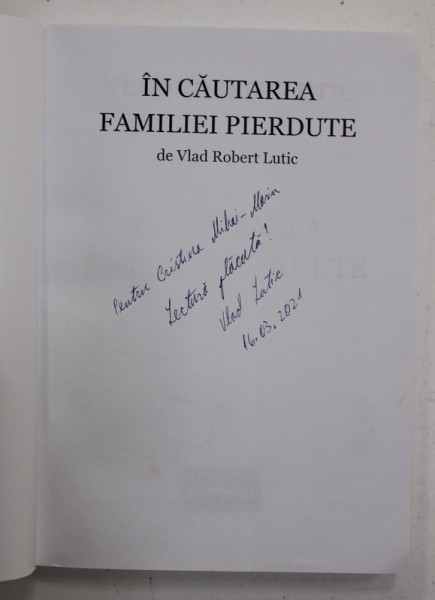 ÎN CĂUTAREA
FAMILIEI PIERDUTE
de Vlad Robert Lutic
Pentru Cristina Mihai-Marin
Lectură plăcută!
Vlad Lutic
16.03.2021